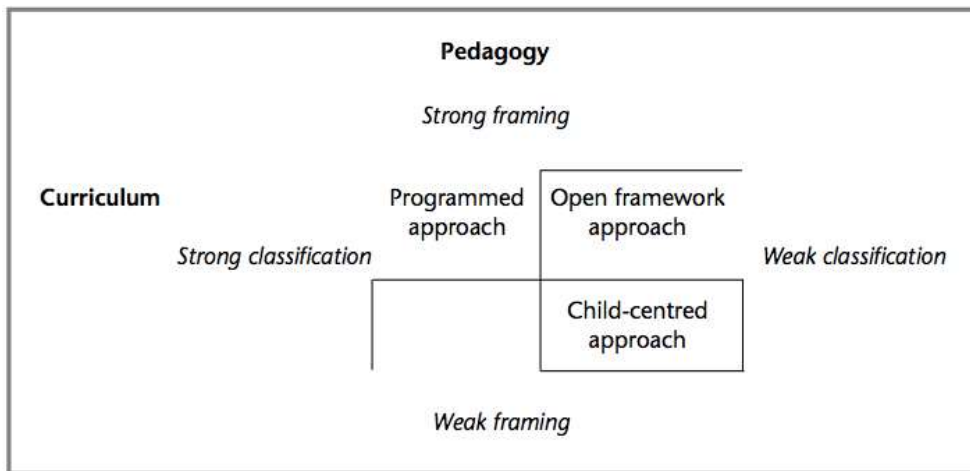 Pedagogy
Strong framing
Curriculum
Programmed
approach
Open framework
approach
Strong classification
Weak classification
Child-centred
approach
Weak framing